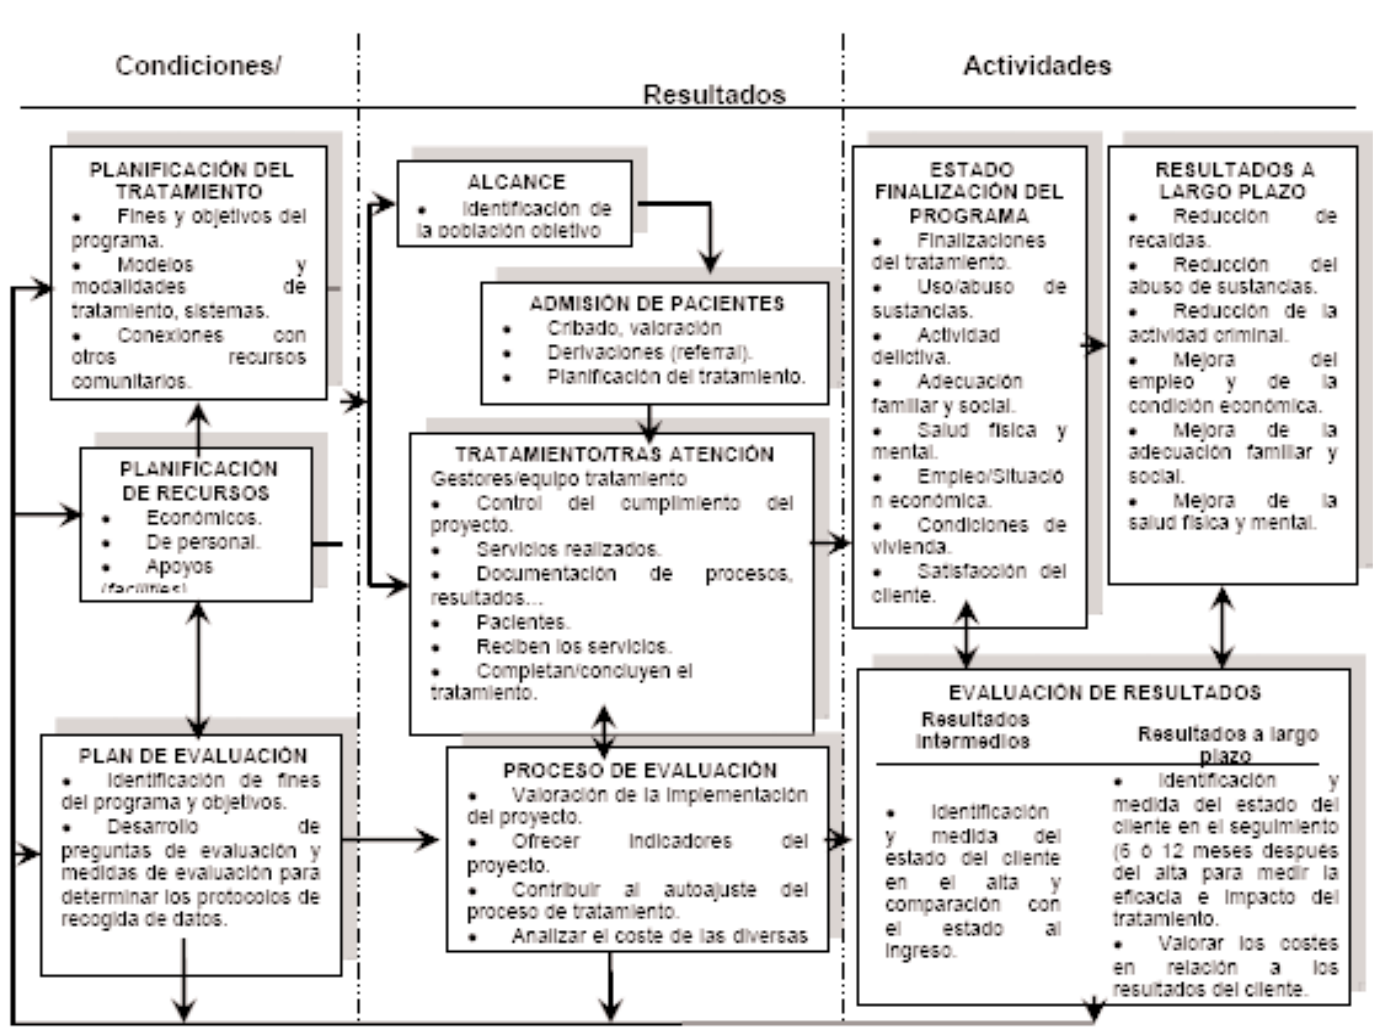 Condiciones/
Actividades
Resultados
PLANIFICACIÓN DEL
TRATAMIENTO
• Fines y objetivos del
programa.
• Modelos y
modalidades de
tratamiento, sistemas.
• Conexiones con
otros recursos
comunitarios.
PLANIFICACIÓN
DE RECURSOS
• Económicos.
• De personal.
• Apoyos
(facilities)
PLAN DE EVALUACIÓN
• Identificación de fines
del programa y objetivos.
• Desarrollo de
preguntas de evaluación y
medidas de evaluación para
determinar los protocolos de
recogida de datos.
ALCANCE
• Identificación de
la población objetivo
ADMISIÓN DE PACIENTES
• Cribado, valoración
• Derivaciones (referral).
• Planificación del tratamiento.
TRATAMIENTO/TRAS ATENCIÓN
Gestores/equipo tratamiento
• Control del cumplimiento del
proyecto.
• Servicios realizados.
• Documentación de procesos,
resultados...
• Pacientes.
• Reciben los servicios.
• Completan/concluyen el
tratamiento.
PROCESO DE EVALUACIÓN
• Valoración de la implementación
del proyecto.
• Ofrecer indicadores del
proyecto.
• Contribuir al autoajuste del
proceso de tratamiento.
• Analizar el coste de las diversas
ESTADO
FINALIZACIÓN DEL
PROGRAMA
• Finalizaciones
del tratamiento.
• Uso/abuso de
sustancias.
• Actividad
delictiva.
• Adecuación
familiar y social.
• Salud física y
mental.
• Empleo/Situació
n económica.
• Condiciones de
vivienda.
• Satisfacción del
cliente.
RESULTADOS A
LARGO PLAZO
• Reducción de
recaídas.
• Reducción del
abuso de sustancias.
• Reducción de la
actividad criminal.
• Mejora del
empleo y de la
condición económica.
• Mejora de la
adecuación familiar y
social.
• Mejora de la
salud física y mental.
EVALUACIÓN DE RESULTADOS
Resultados
Intermedios
• Identificación
y medida del
estado del cliente
en el alta y
comparación con
el estado al
ingreso.
Resultados a largo
plazo
• Identificación y
medida del estado del
cliente en el seguimiento
(6 ó 12 meses después
del alta para medir la
eficacia e impacto del
tratamiento.
• Valorar los costes
en relación a los
resultados del cliente.